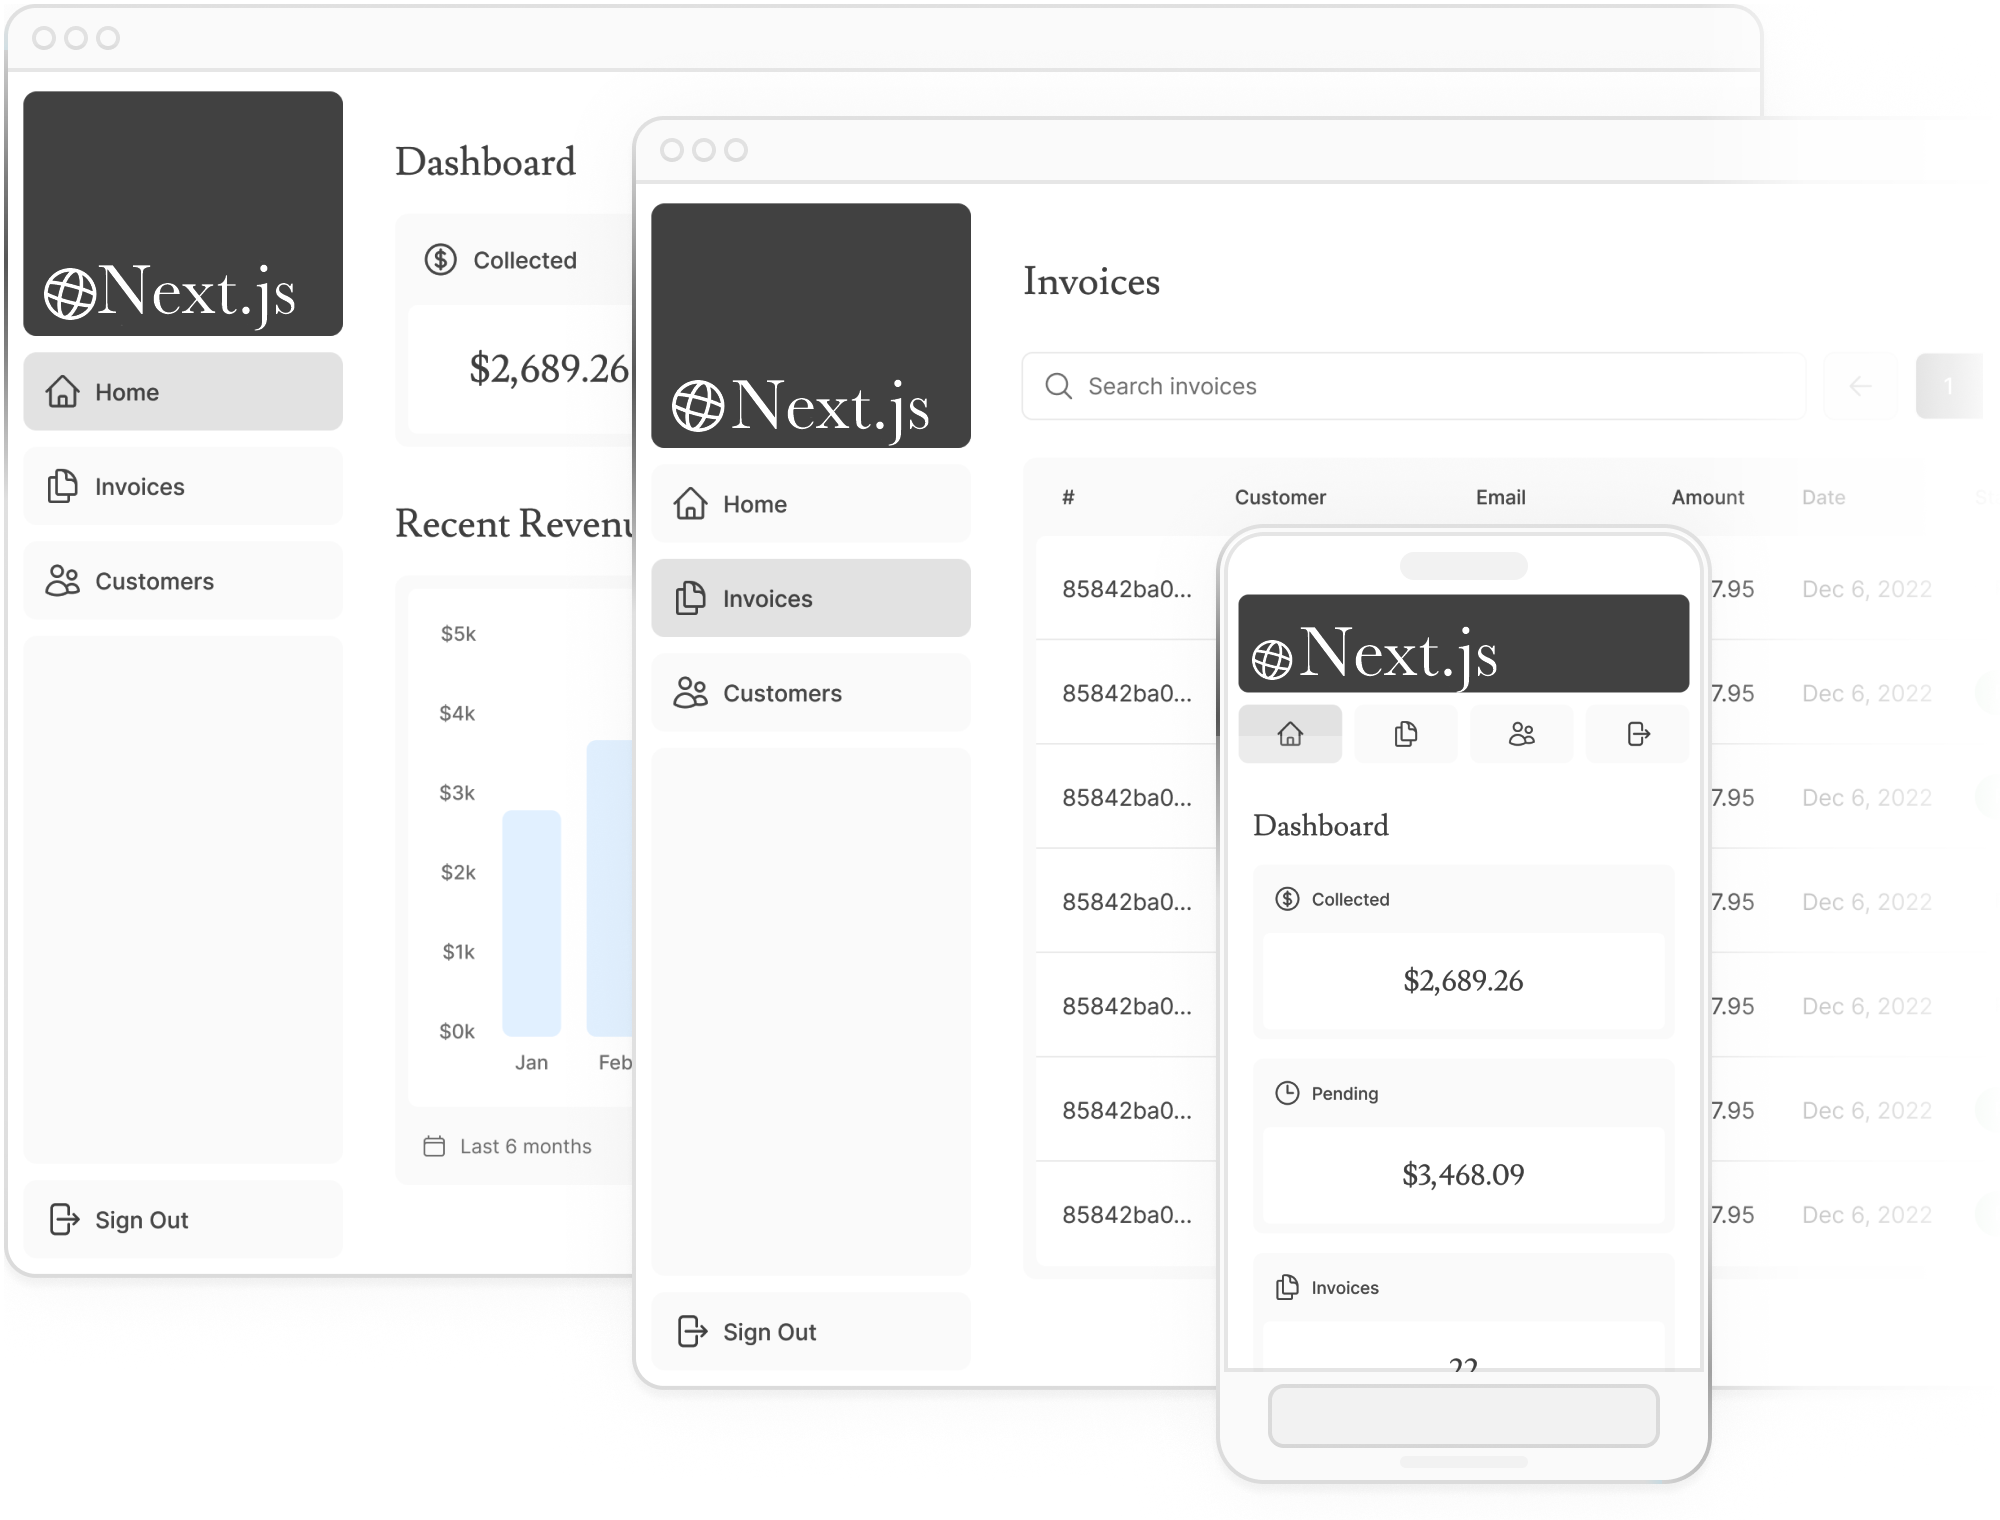 Next.js
Home
Invoices
Customers
Sign Out
Dashboard
Collected
$2,689.26
Recent
$5k
$4k
$3k
$2k
$1k
$0k
Jan
Feb
Last 6 months
Next.js
Home
Invoices
Customers
Sign Out
Invoices
Search invoices
1
# Customer Email Amount Date
85842ba0... 7.95 Dec 6, 2022
85842ba0... 7.95 Dec 6, 2022
85842ba0... 7.95 Dec 6, 2022
85842ba0... 7.95 Dec 6, 2022
85842ba0... 7.95 Dec 6, 2022
85842ba0... 7.95 Dec 6, 2022
85842ba0... 7.95 Dec 6, 2022
Next.js
Dashboard
Collected
$2,689.26
Pending
$3,468.09
Invoices
22